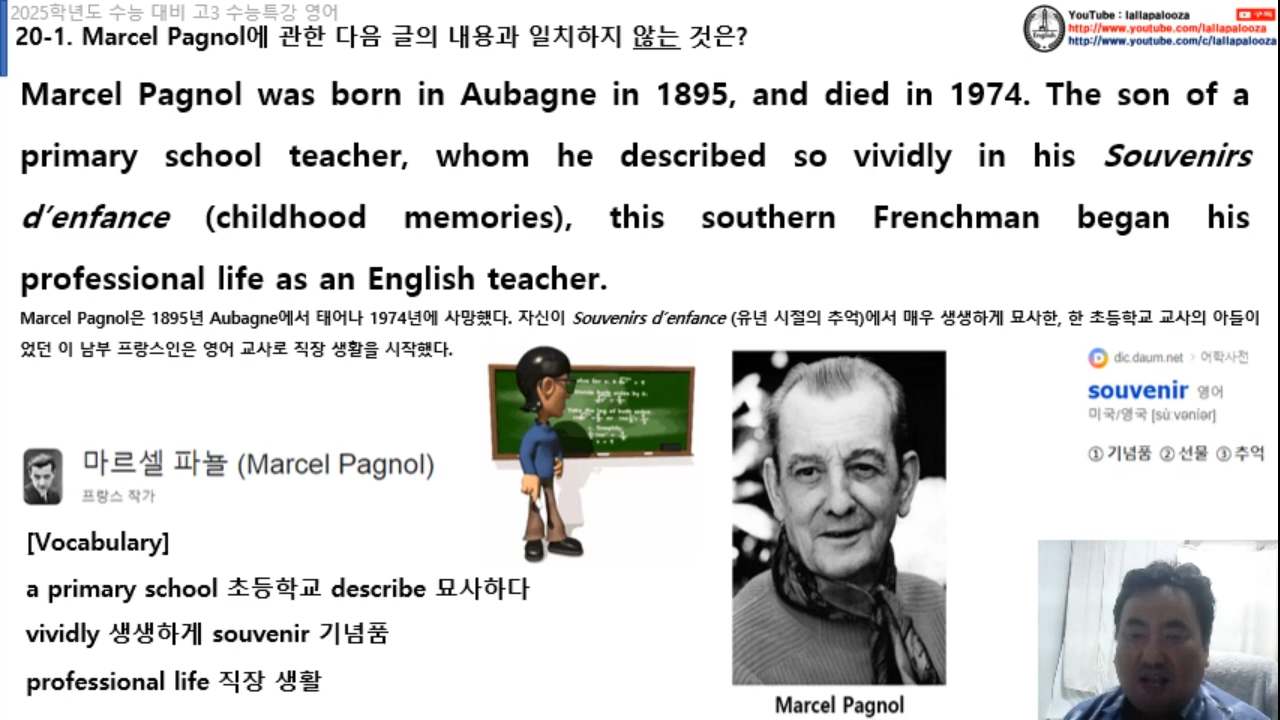 2025학년도 수능 대비 고3 수능특강 영어
20-1. Marcel Pagnol에 관한 다음 글의 내용과 일치하지 않는 것은?
YouTube : lallapalooza
http://www.youtube.com/lallapalooza
http://www.youtube.com/c/lallapalooza
English
Marcel Pagnol was born in Aubagne in 1895, and died in 1974. The son of a
primary school teacher, whom he described so vividly in his Souvenirs
d’enfance (childhood memories), this southern Frenchman began his
professional life as an English teacher.
Marcel Pagnol은 1895년 Aubagne에서 태어나 1974년에 사망했다. 자신이 Souvenirs d’enfance (유년 시절의 추억)에서 매우 생생하게 묘사한, 한 초등학교 교사의 아들이
었던 이 남부 프랑스인은 영어 교사로 직장 생활을 시작했다.
dic.daum.net › 어학사전
souvenir 영어
미국/영국 [sùːvəníər]
① 기념품 ② 선물 ③ 추억
마르셀 파뇰 (Marcel Pagnol)
프랑스 작가
[Vocabulary]
a primary school 초등학교 describe 묘사하다
vividly 생생하게 souvenir 기념품
professional life 직장 생활
Marcel Pagnol